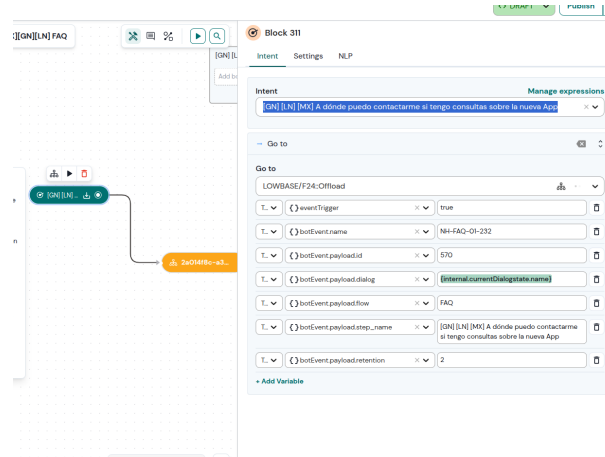 ][GN][LN] FAQ
DRAFT
Publish
Block 311
[GN] [L
Add b
Intent Settings NLP
Intent
Manage expressions
[GN] [LN] [MX] A dónde puedo contactarme si tengo consultas sobre la nueva App
Go to
Go to
LOWBASE/F24::Offload
T... {} eventTrigger true
T... {} botEvent.name NH-FAQ-01-232
T... {} botEvent.payload.id 570
T... {} botEvent.payload.dialog {internal.currentDialogstate.name}
T... {} botEvent.payload.flow FAQ
T... {} botEvent.payload.step_name [GN] [LN] [MX] A dónde puedo contactarme
si tengo consultas sobre la nueva App
T... {} botEvent.payload.retention 2
+ Add Variable
[GN] [LN] ...
n
2a014f8c-a3...